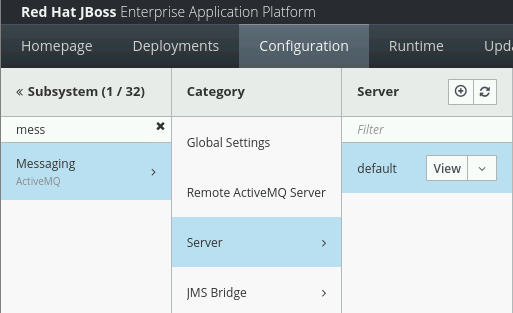 Red Hat JBoss Enterprise Application Platform
Homepage Deployments Configuration Runtime
« Subsystem (1 / 32) Category Server
mess
Filter
Global Settings
Messaging
ActiveMQ
default View
Remote ActiveMQ Server
Server
JMS Bridge